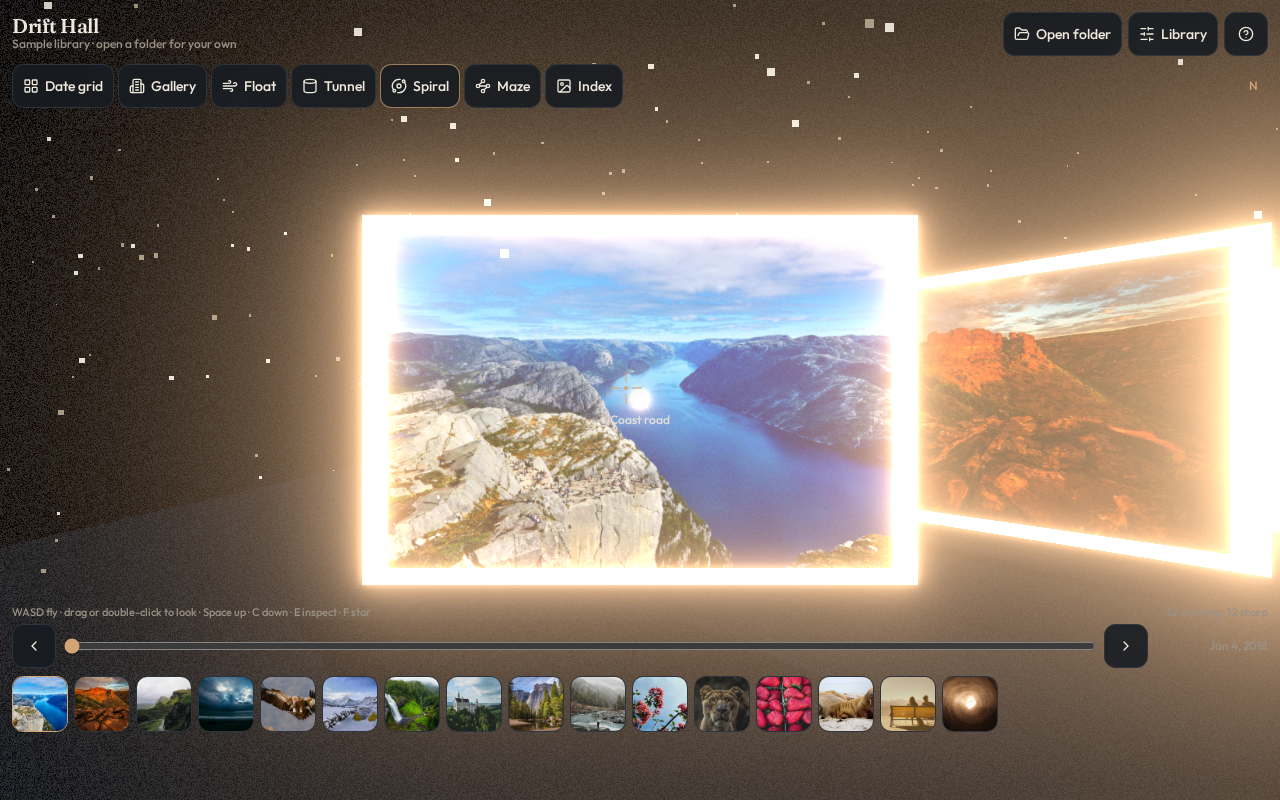 Drift Hall
Sample library · open a folder for your own
Open folder
Library
Date grid
Gallery
Float
Tunnel
Spiral
Maze
Index
N
Coast road
WASD fly · drag or double-click to look · Space up · C down · E inspect · F star
32 sharp
Jan 4, 2018